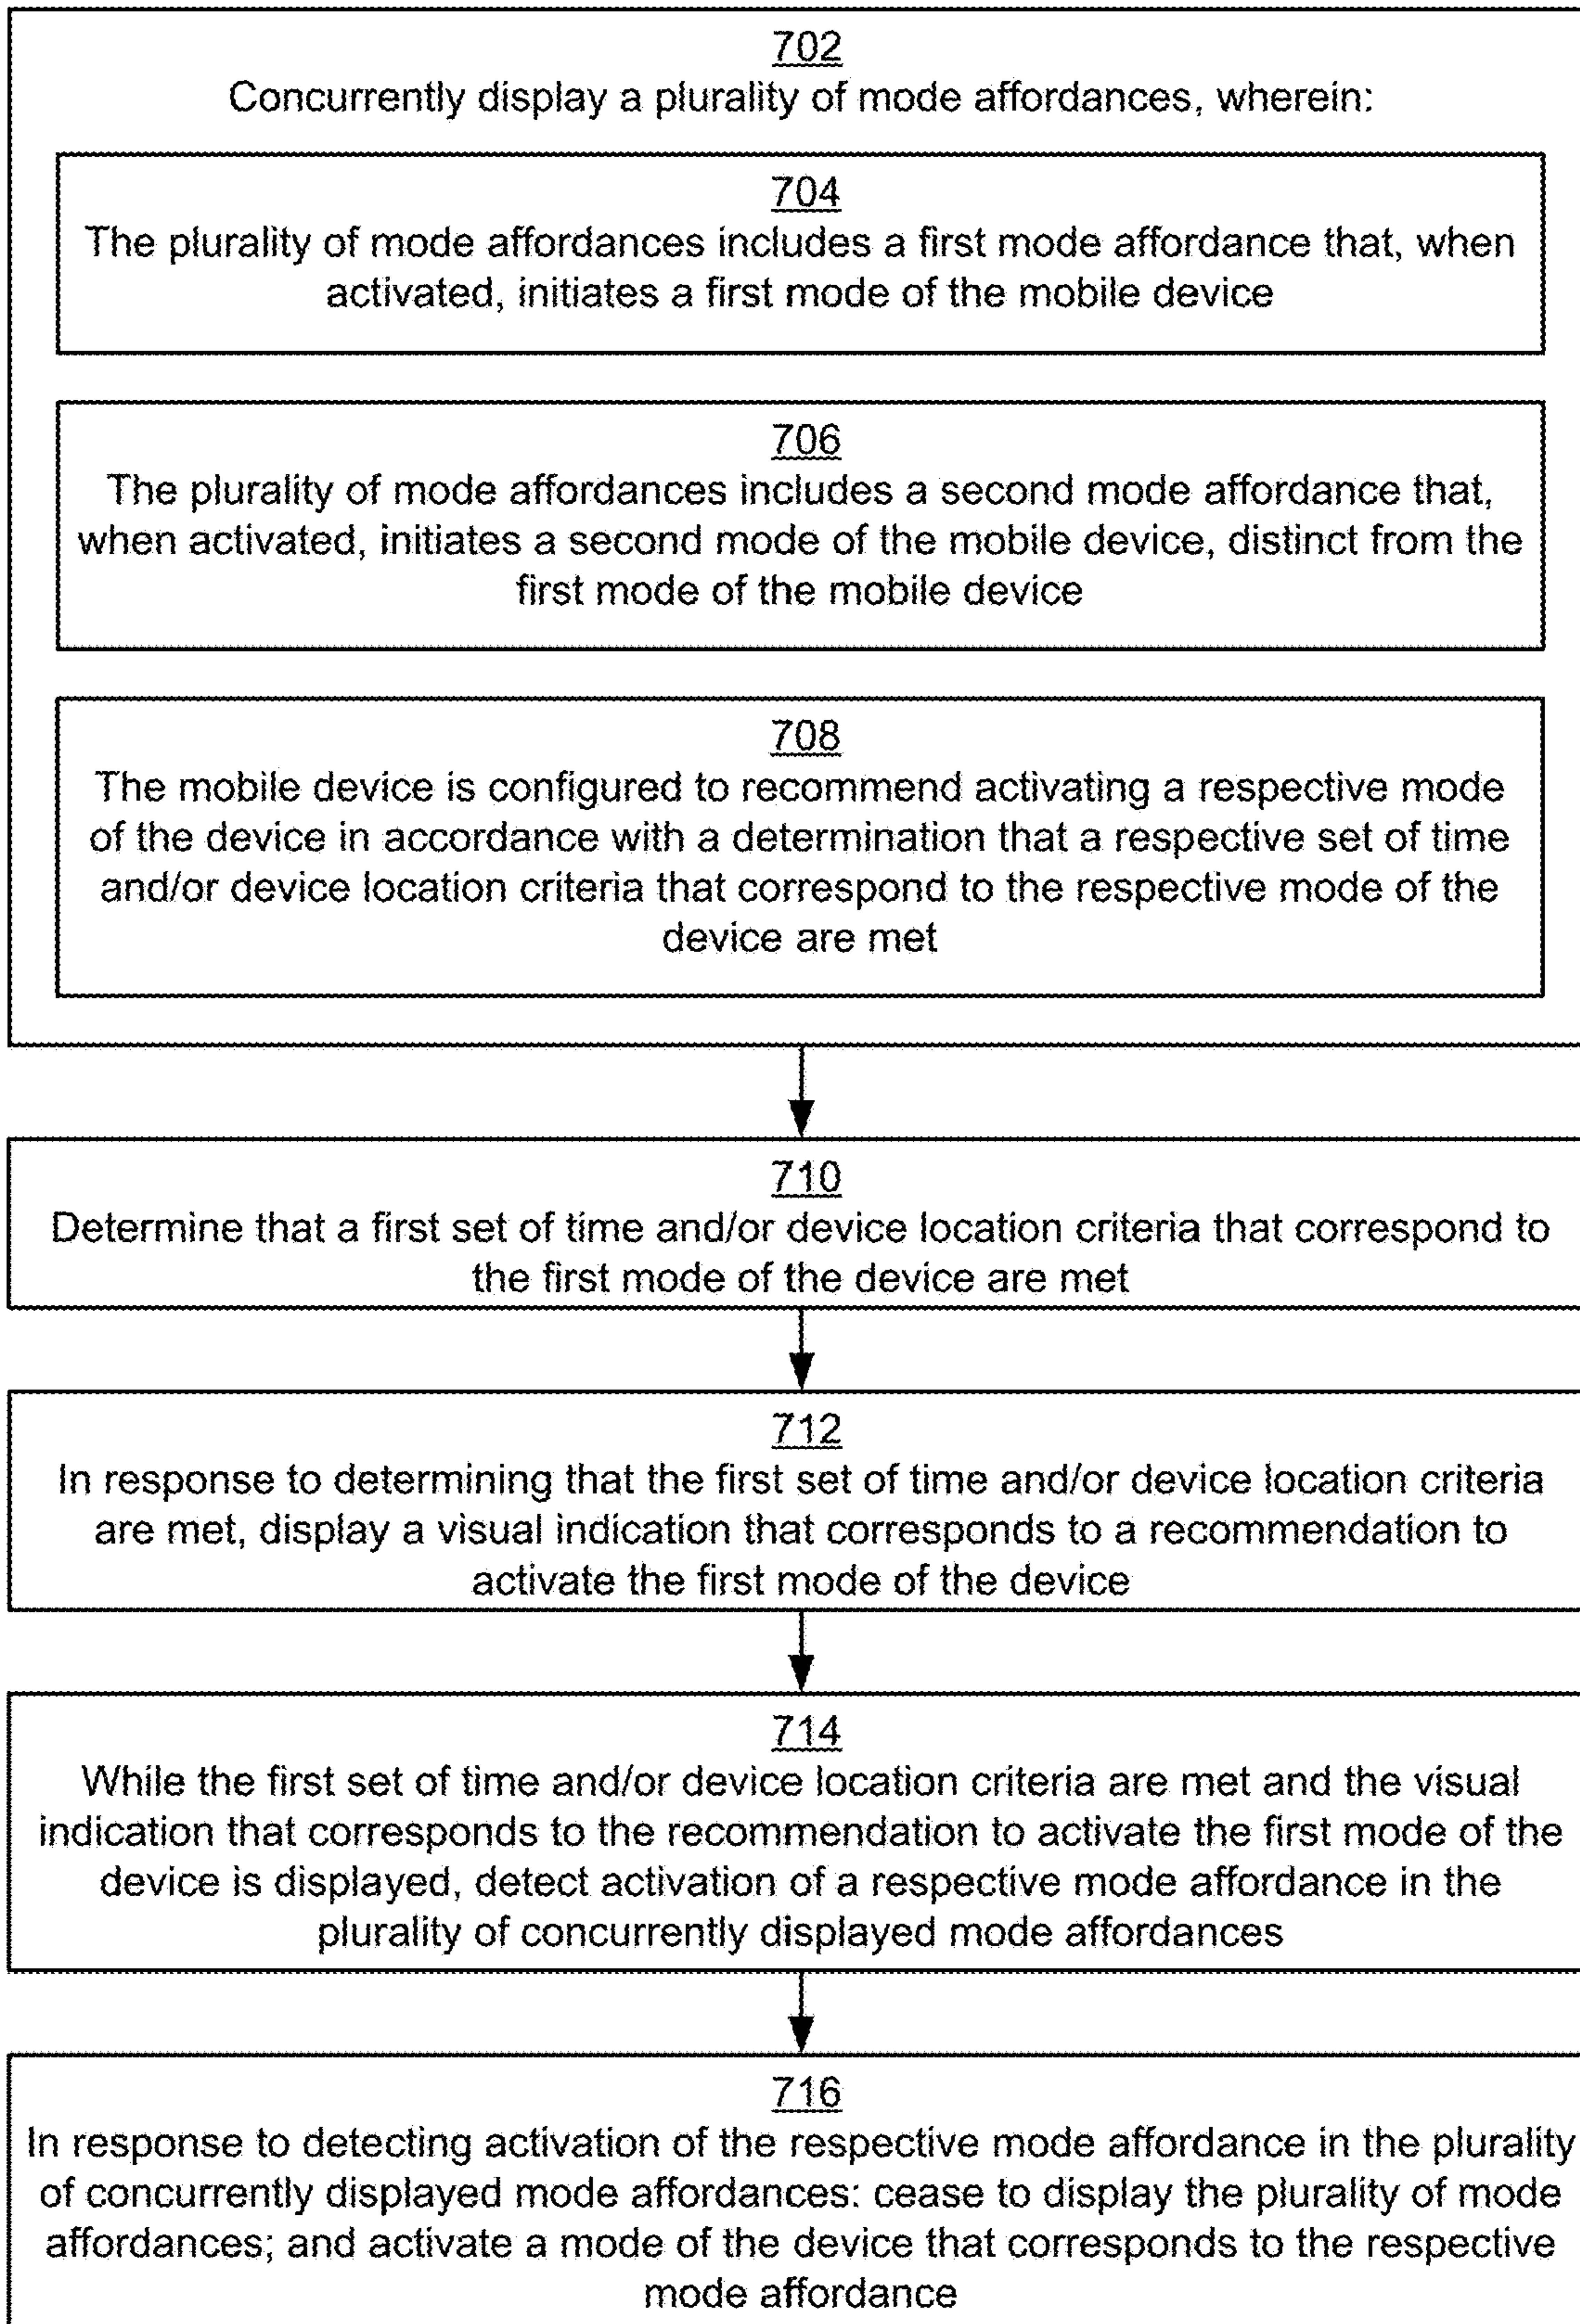 702
Concurrently display a plurality of mode affordances, wherein:
704
The plurality of mode affordances includes a first mode affordance that, when
activated, initiates a first mode of the mobile device
706
The plurality of mode affordances includes a second mode affordance that,
when activated, initiates a second mode of the mobile device, distinct from the
first mode of the mobile device
708
The mobile device is configured to recommend activating a respective mode
of the device in accordance with a determination that a respective set of time
and/or device location criteria that correspond to the respective mode of the
device are met
710
Determine that a first set of time and/or device location criteria that correspond to
the first mode of the device are met
712
In response to determining that the first set of time and/or device location criteria
are met, display a visual indication that corresponds to a recommendation to
activate the first mode of the device
714
While the first set of time and/or device location criteria are met and the visual
indication that corresponds to the recommendation to activate the first mode of the
device is displayed, detect activation of a respective mode affordance in the
plurality of concurrently displayed mode affordances
716
In response to detecting activation of the respective mode affordance in the plurality
of concurrently displayed mode affordances: cease to display the plurality of mode
affordances; and activate a mode of the device that corresponds to the respective
mode affordance